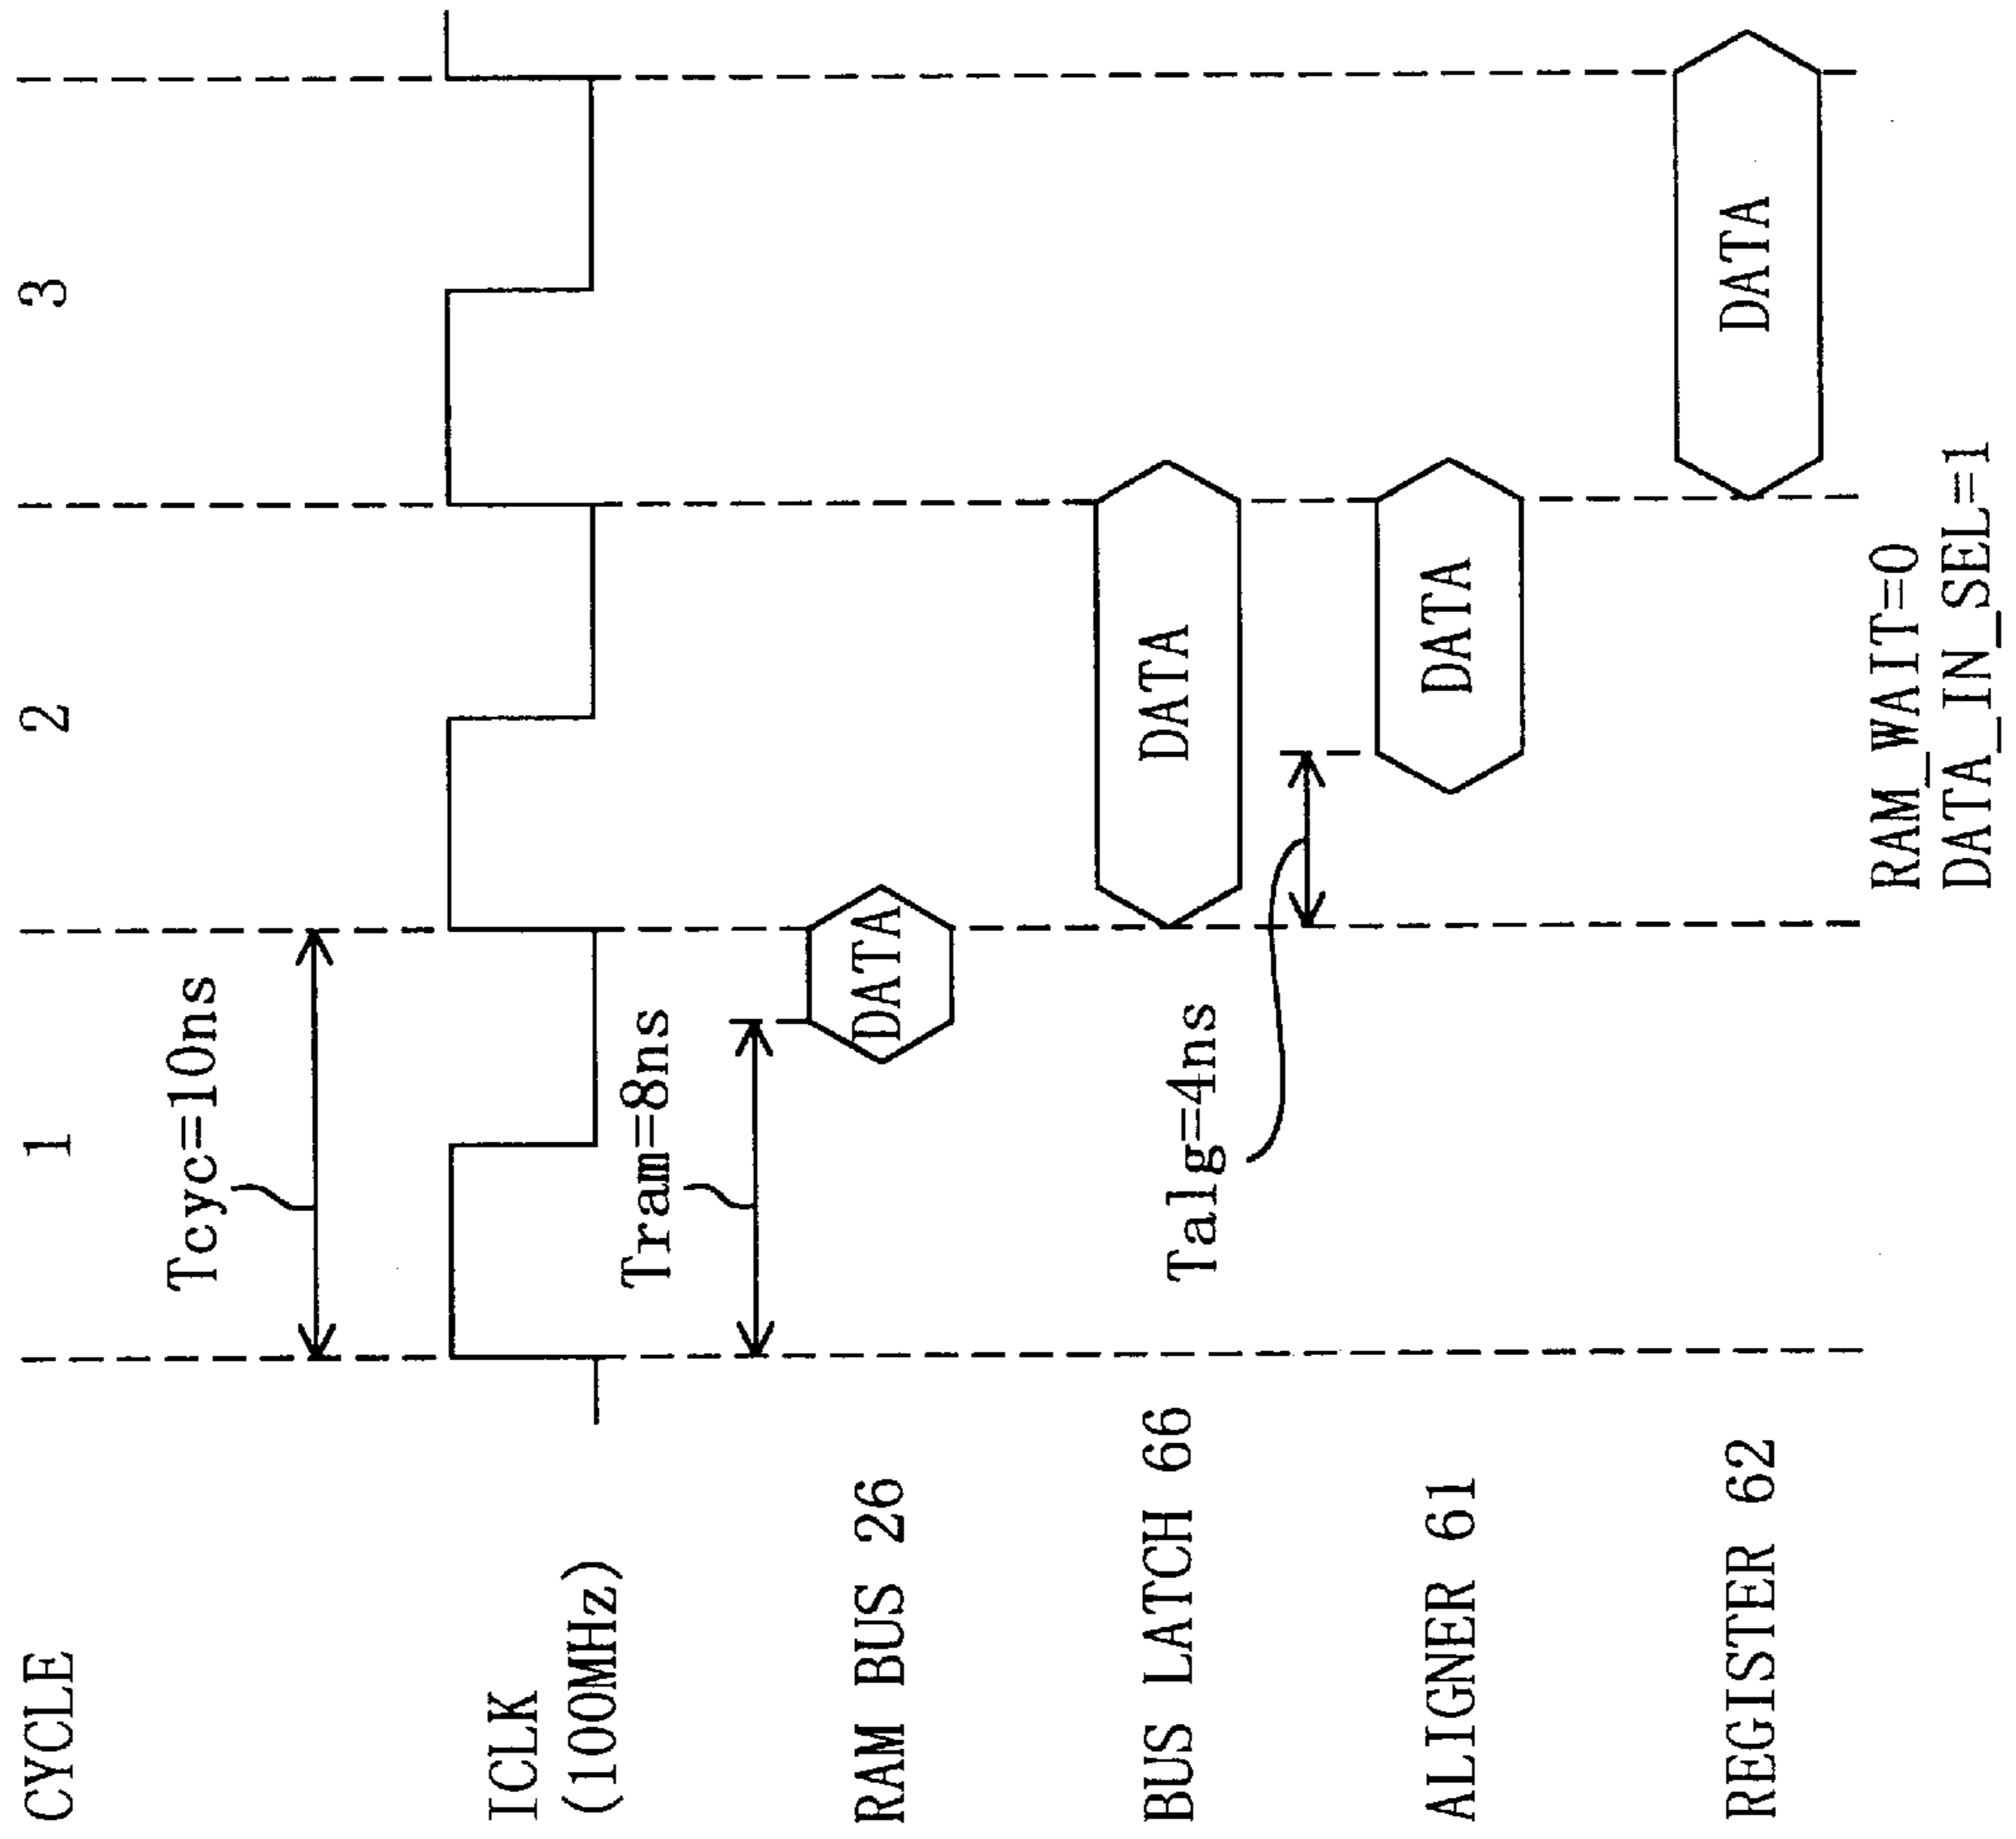 CYCLE 1 2 3
Tcyc=10ns
ICLK
(100MHz)
Tram=8ns
RAM BUS 26 DATA
BUS LATCH 66 DATA
Talg=4ns
ALIGNER 61 DATA
REGISTER 62 DATA
RAM_WAIT=0
DATA_IN_SEL=1